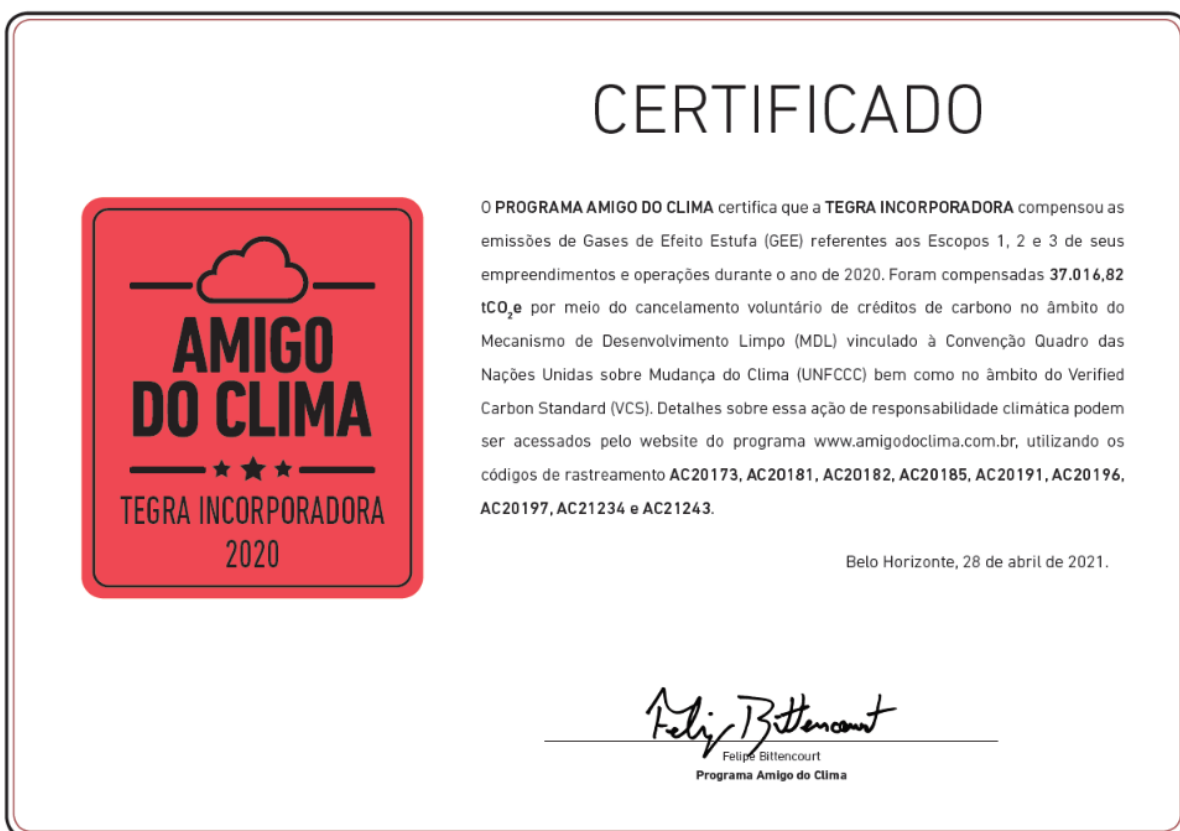 CERTIFICADO
AMIGO
DO CLIMA
TEGRA INCORPORADORA
2020
O PROGRAMA AMIGO DO CLIMA certifica que a TEGRA INCORPORADORA compensou as
emissões de Gases de Efeito Estufa (GEE) referentes aos Escopos 1, 2 e 3 de seus
empreendimentos e operações durante o ano de 2020. Foram compensadas 37.016,82
tCO₂e por meio do cancelamento voluntário de créditos de carbono no âmbito do
Mecanismo de Desenvolvimento Limpo (MDL) vinculado à Convenção Quadro das
Nações Unidas sobre Mudança do Clima (UNFCCC) bem como no âmbito do Verified
Carbon Standard (VCS). Detalhes sobre essa ação de responsabilidade climática podem
ser acessados pelo website do programa www.amigodoclima.com.br, utilizando os
códigos de rastreamento AC20173, AC20181, AC20182, AC20185, AC20191, AC20196,
AC20197, AC21234 e AC21243.
Belo Horizonte, 28 de abril de 2021.
Felipe Bittencourt
Felipe Bittencourt
Programa Amigo do Clima